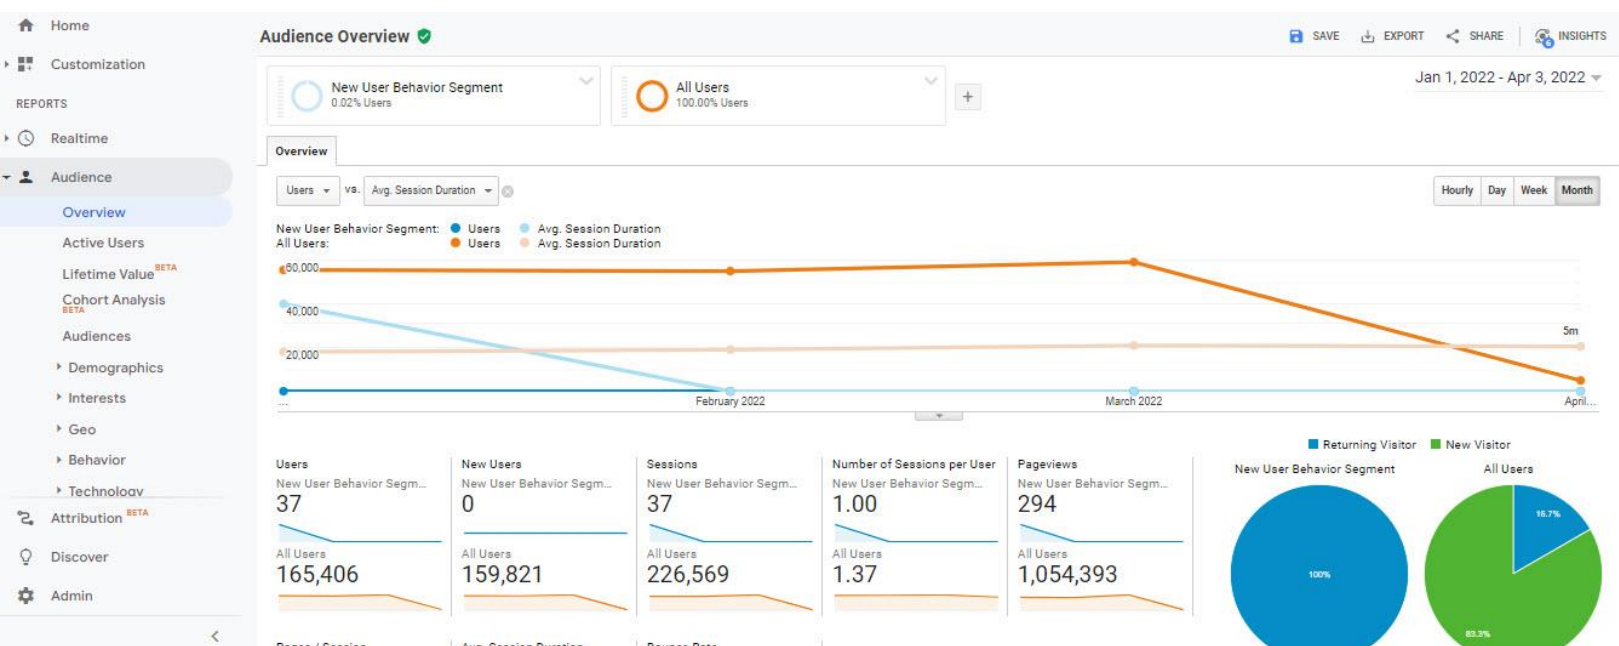 Home
Customization
REPORTS
Realtime
Audience
Overview
Active Users
Lifetime Value BETA
Cohort Analysis
BETA
Audiences
Demographics
Interests
Geo
Behavior
Technology
Attribution BETA
Discover
Admin
Audience Overview
SAVE EXPORT SHARE 6 INSIGHTS
New User Behavior Segment
0.02% Users
All Users
100.00% Users
+
Jan 1, 2022 - Apr 3, 2022
Overview
Users vs. Avg. Session Duration
Hourly Day Week Month
New User Behavior Segment: Users Avg. Session Duration
All Users: Users Avg. Session Duration
60,000
40,000
20,000
5m
... February 2022 March 2022 April...
Returning Visitor New Visitor
New User Behavior Segment All Users
100%
16.7%
83.3%
Users New Users Sessions Number of Sessions per User Pageviews
New User Behavior Segm... New User Behavior Segm... New User Behavior Segm... New User Behavior Segm... New User Behavior Segm...
37 0 37 1.00 294
All Users All Users All Users All Users All Users
165,406 159,821 226,569 1.37 1,054,393
Pages / Session Avg. Session Duration Bounce Rate